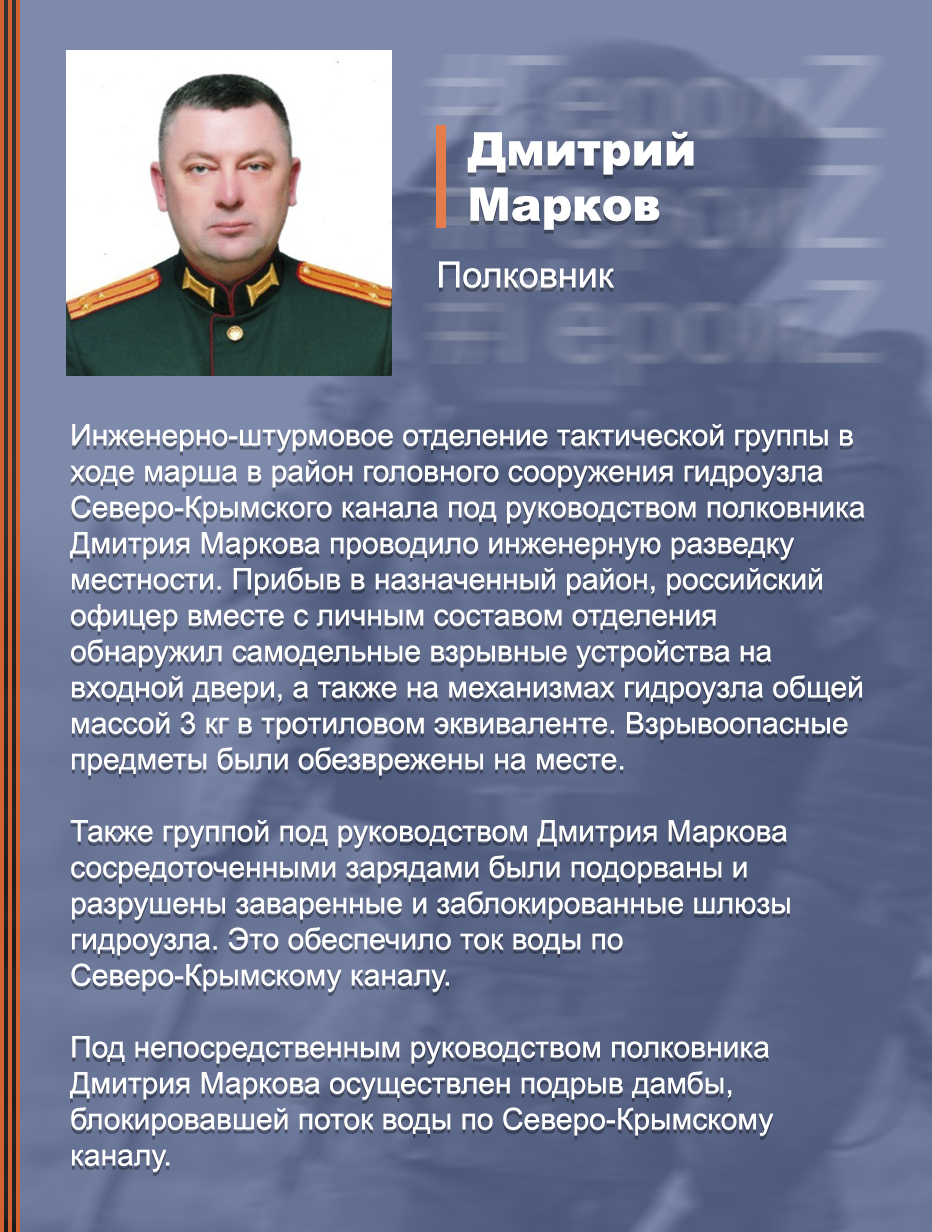 #ГероиZ
Дмитрий
#ГероиZ
Марков
Полковник
#ГероиZ
Инженерно-штурмовое отделение тактической группы в
ходе марша в район головного сооружения гидроузла
Северо-Крымского канала под руководством полковника
Дмитрия Маркова проводило инженерную разведку
местности. Прибыв в назначенный район, российский
офицер вместе с личным составом отделения
обнаружил самодельные взрывные устройства на
входной двери, а также на механизмах гидроузла общей
массой 3 кг в тротиловом эквиваленте. Взрывоопасные
предметы были обезврежены на месте.
Также группой под руководством Дмитрия Маркова
сосредоточенными зарядами были подорваны и
разрушены заваренные и заблокированные шлюзы
гидроузла. Это обеспечило ток воды по
Северо-Крымскому каналу.
Под непосредственным руководством полковника
Дмитрия Маркова осуществлен подрыв дамбы,
блокировавшей поток воды по Северо-Крымскому
каналу.